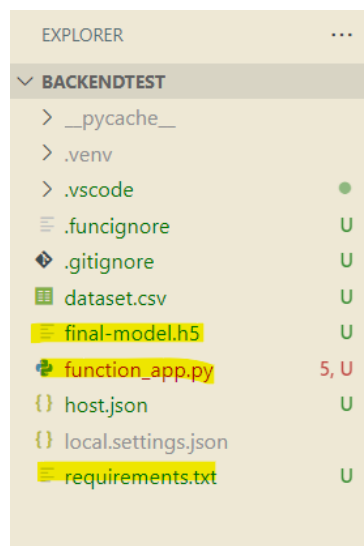 EXPLORER ...
BACKENDTEST
__pycache__
.venv
.vscode
.funcignore U
.gitignore U
dataset.csv U
final-model.h5 U
function_app.py 5, U
{} host.json U
{} local.settings.json
requirements.txt U